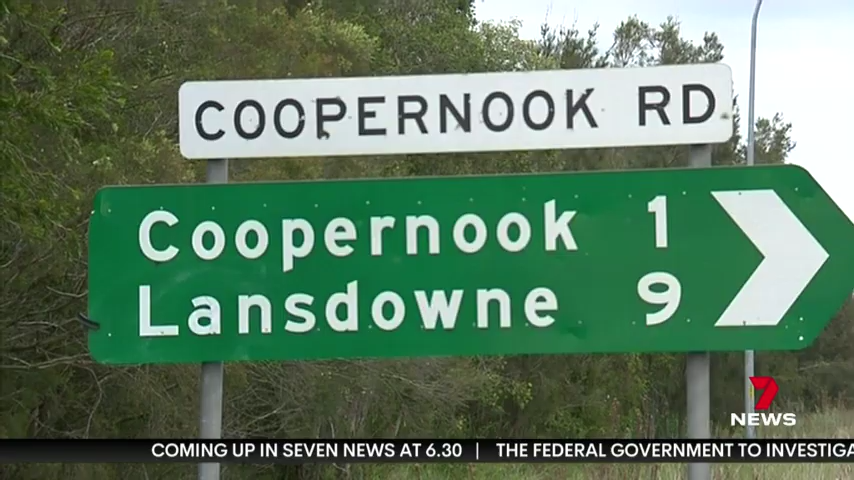 COOPERNOOK RD
Coopernook 1
Lansdowne 9
7
NEWS
COMING UP IN SEVEN NEWS AT 6.30 | THE FEDERAL GOVERNMENT TO INVESTIGA